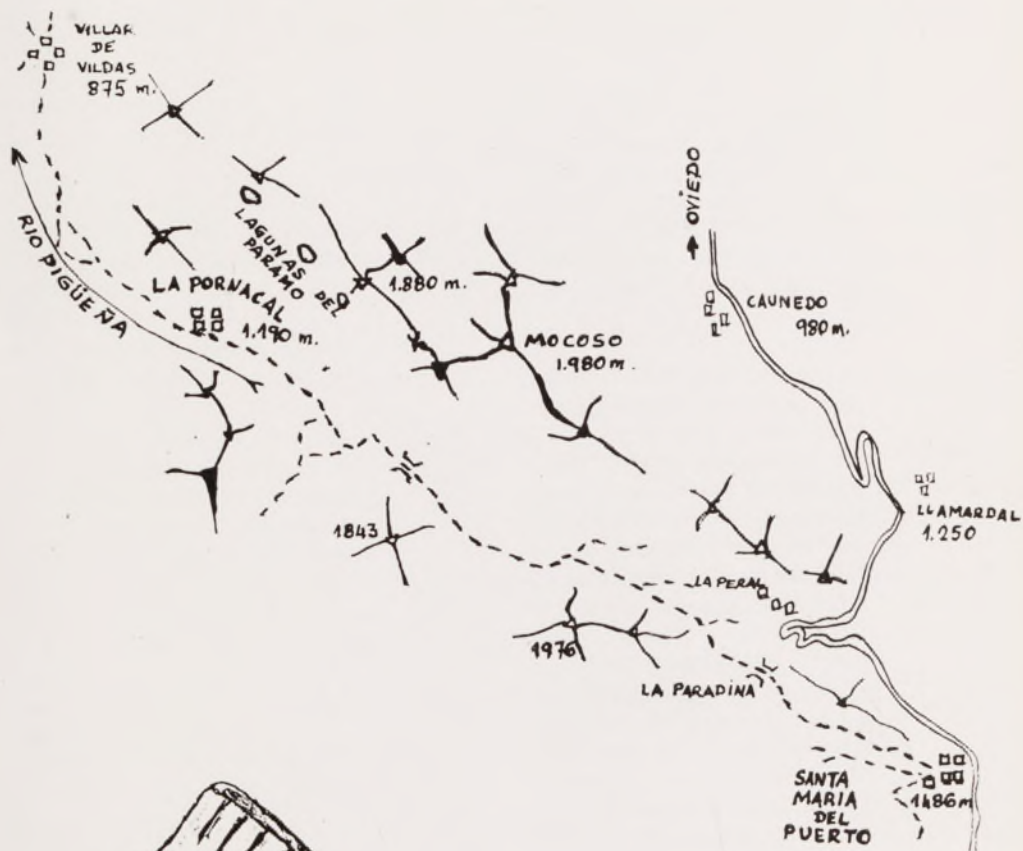 VILLAR
DE
VILDAS
875 m.
RIO PIGÜEÑA
LAGUNAS
DEL
PARAMO
LA PORNACAL
1.190 m.
1.880 m.
MOCOSO
1.980 m.
OVIEDO
CAUNEDO
980 m.
LLAMARDAL
1.250
1843
LA PERAL
1976
LA PARADINA
SANTA
MARIA
DEL
PUERTO
1486 m